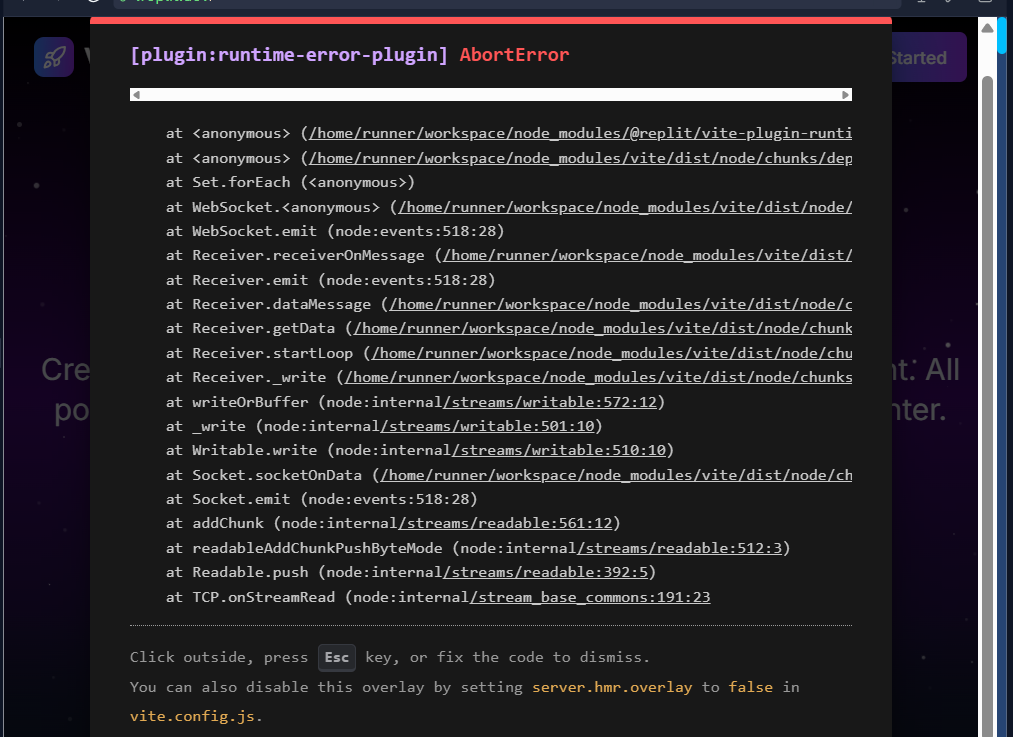 [plugin:runtime-error-plugin] AbortError
Started
at <anonymous> (/home/runner/workspace/node_modules/@replit/vite-plugin-runti
at <anonymous> (/home/runner/workspace/node_modules/vite/dist/node/chunks/dep
at Set.forEach (<anonymous>)
at WebSocket.<anonymous> (/home/runner/workspace/node_modules/vite/dist/node/
at WebSocket.emit (node:events:518:28)
at Receiver.receiverOnMessage (/home/runner/workspace/node_modules/vite/dist/
at Receiver.emit (node:events:518:28)
at Receiver.dataMessage (/home/runner/workspace/node_modules/vite/dist/node/c
at Receiver.getData (/home/runner/workspace/node_modules/vite/dist/node/chunk
at Receiver.startLoop (/home/runner/workspace/node_modules/vite/dist/node/chu
at Receiver._write (/home/runner/workspace/node_modules/vite/dist/node/chunks
at writeOrBuffer (node:internal/streams/writable:572:12)
at _write (node:internal/streams/writable:501:10)
at Writable.write (node:internal/streams/writable:510:10)
at Socket.socketOnData (/home/runner/workspace/node_modules/vite/dist/node/ch
at Socket.emit (node:events:518:28)
at addChunk (node:internal/streams/readable:561:12)
at readableAddChunkPushByteMode (node:internal/streams/readable:512:3)
at Readable.push (node:internal/streams/readable:392:5)
at TCP.onStreamRead (node:internal/stream_base_commons:191:23
Cre
nt. All
po
nter.
Click outside, press Esc key, or fix the code to dismiss.
You can also disable this overlay by setting server.hmr.overlay to false in
vite.config.js.